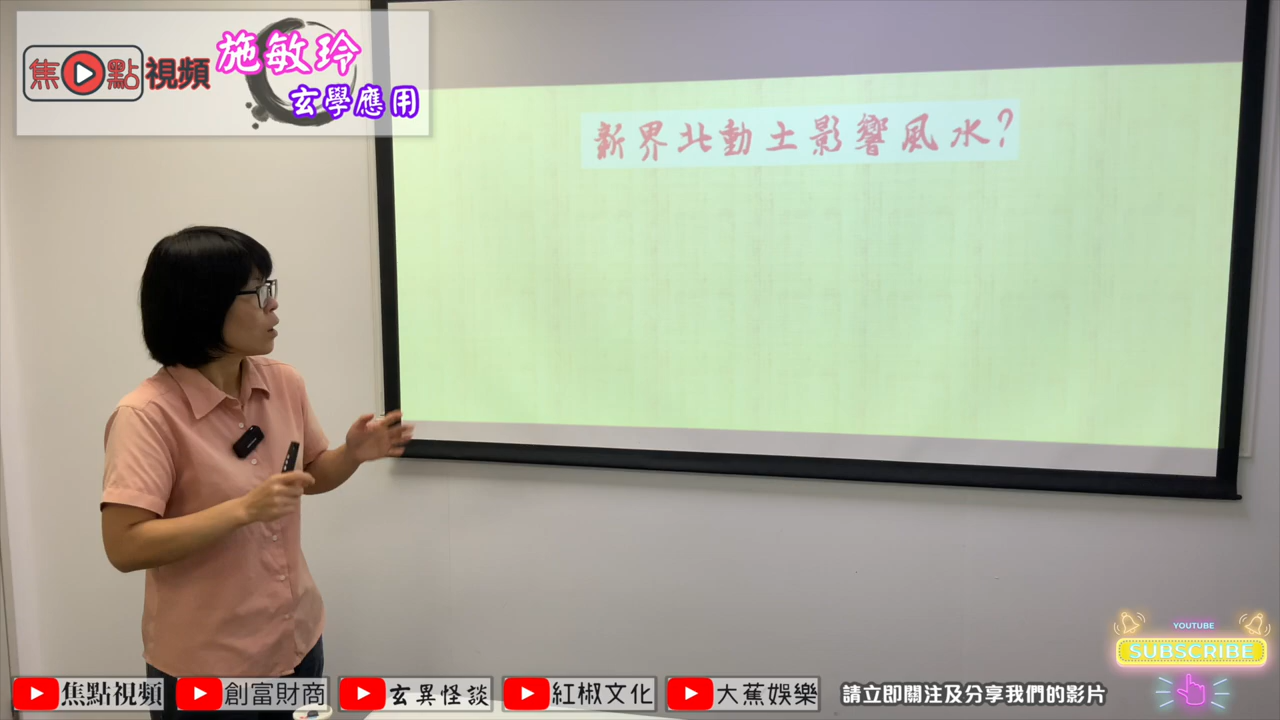 焦點視頻
施敏玲
玄學應用
新界北動土影響風水?
YOUTUBE
SUBSCRIBE
焦點視頻
創富財商
玄異怪談
紅椒文化
大蕉娛樂
請立即關注及分享我們的影片